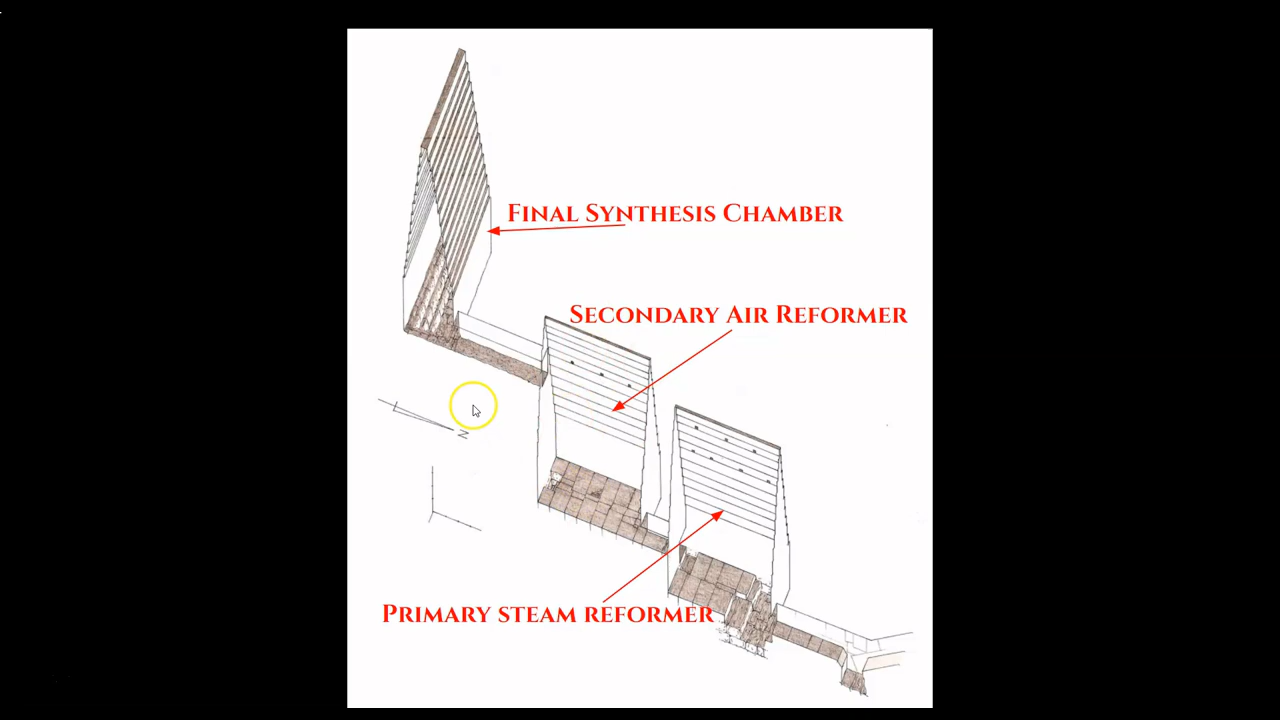 Final Synthesis Chamber
Secondary Air Reformer
N
Primary steam reformer